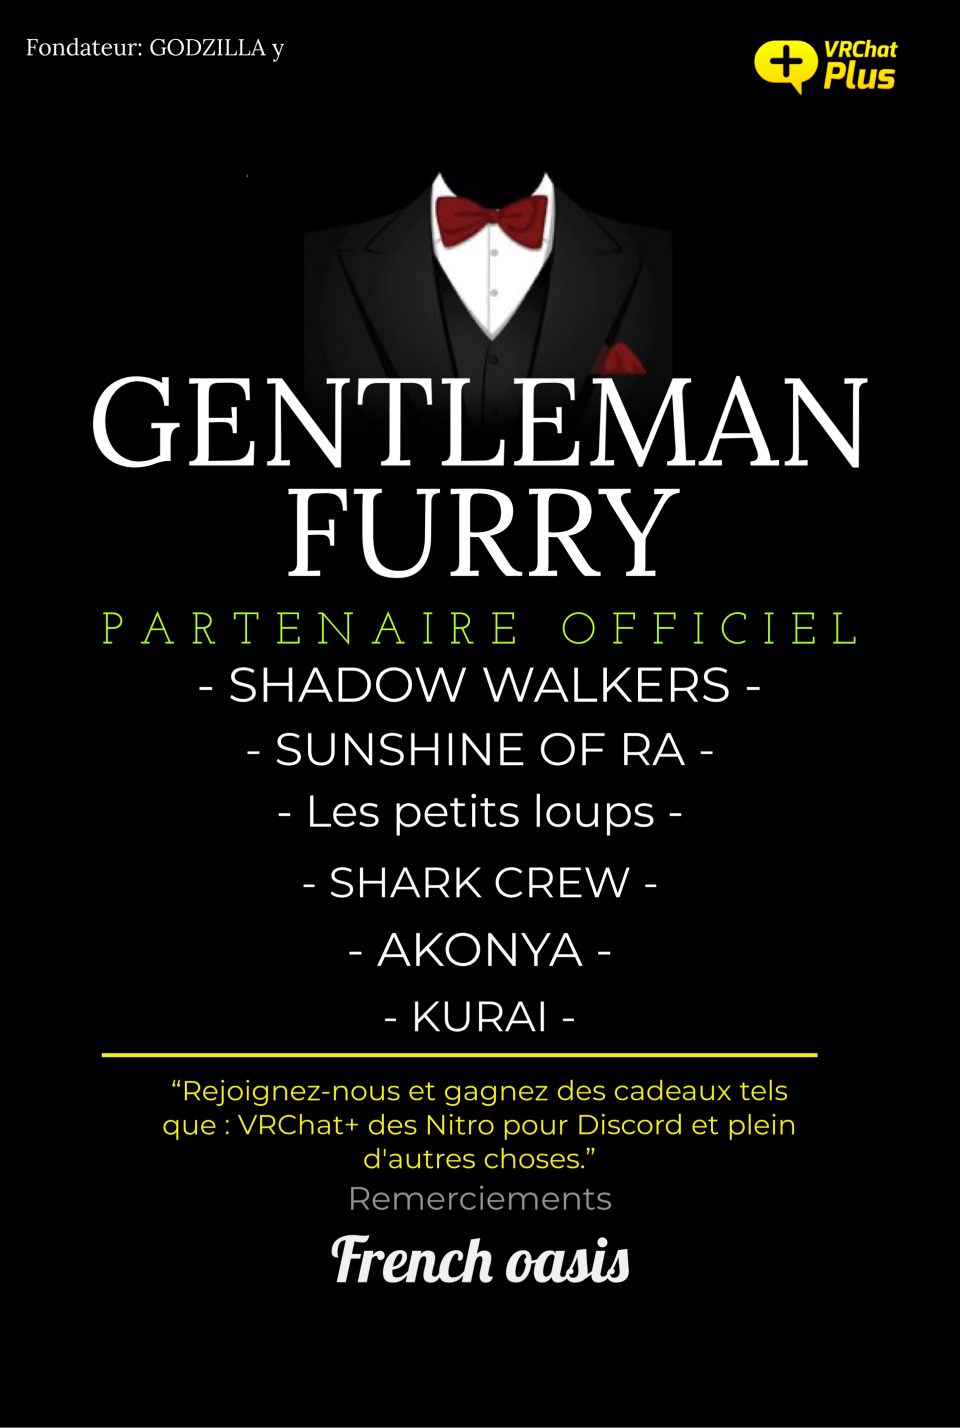 Fondateur: GODZILLA y
VRChat
Plus
GENTLEMAN
FURRY
PARTENAIRE OFFICIEL
- SHADOW WALKERS -
- SUNSHINE OF RA -
- Les petits loups -
- SHARK CREW -
- AKONYA -
- KURAI -
“Rejoignez-nous et gagnez des cadeaux tels
que : VRChat+ des Nitro pour Discord et plein
d'autres choses.”
Remerciements
French oasis